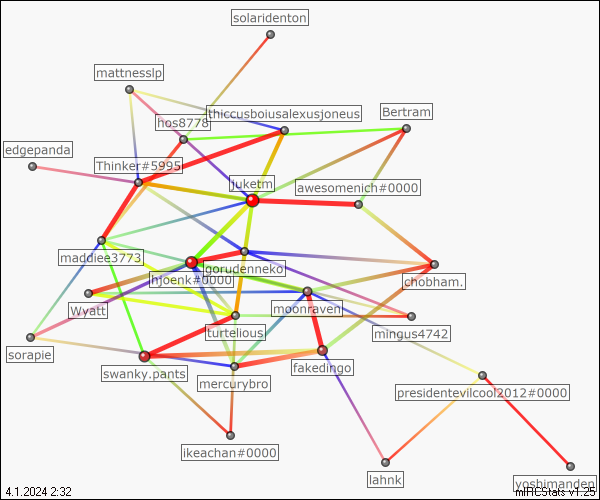 solaridenton
mattnesslp
thiccusboiusalexusjoneus
Bertram
hos8778
edgepanda
Thinker#5995
Juketm
awesomenich#0000
maddiee3773
gorudenneko
chobham.
hjoenk#0000
Wyatt
moonraven
turtelious
mingus4742
sorapie
swanky.pants
fakedingo
mercurybro
presidentevilcool2012#0000
ikeachan#0000
lahnk
yoshimanden
4.1.2024 2:32
mIRCStats v1.25